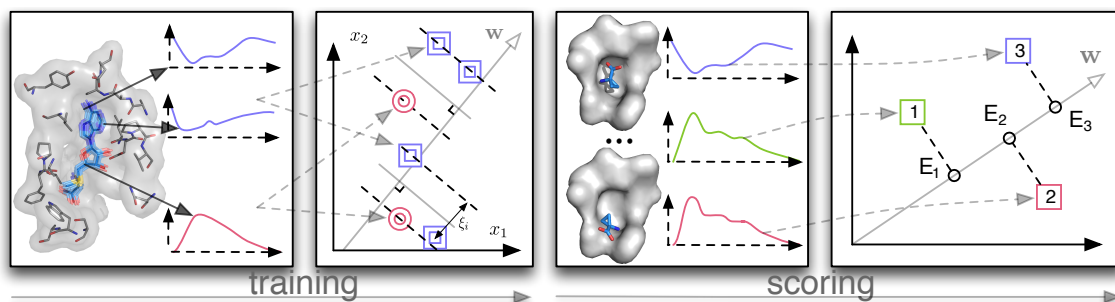 x₂
w
ξᵢ
x₁
3
w
1
E₂
E₃
E₁
2
training
scoring